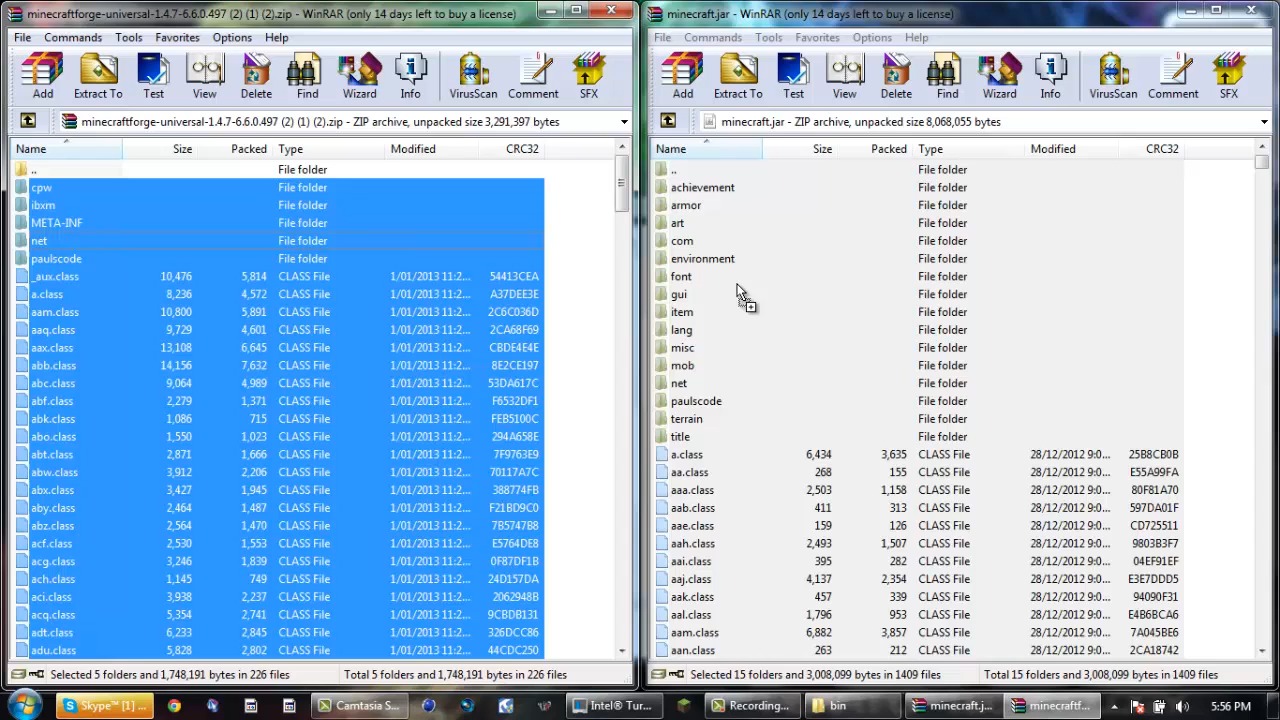 minecraftforge-universal-1.4.7-6.6.0.497 (2) (1) (2).zip - WinRAR (only 14 days left to buy a license)
File Commands Tools Favorites Options Help
Add Extract To Test View Delete Find Wizard Info VirusScan Comment SFX
minecraftforge-universal-1.4.7-6.6.0.497 (2) (1) (2).zip - ZIP archive, unpacked size 3,291,397 bytes
Name Size Packed Type Modified CRC32
.. File folder
cpw File folder
ibxm File folder
META-INF File folder
net File folder
paulscode File folder
_aux.class 10,476 5,814 CLASS File 1/01/2013 11:2... 54413CEA
a.class 8,236 4,572 CLASS File 1/01/2013 11:2... A37DEE3E
aam.class 10,800 5,891 CLASS File 1/01/2013 11:2... 2C6C036D
aaq.class 9,729 4,601 CLASS File 1/01/2013 11:2... 2CA68F69
aax.class 13,108 6,645 CLASS File 1/01/2013 11:2... CBDE4E4E
abb.class 14,156 7,632 CLASS File 1/01/2013 11:2... 8E2CE197
abc.class 9,064 4,989 CLASS File 1/01/2013 11:2... 53DA617C
abf.class 2,279 1,371 CLASS File 1/01/2013 11:2... F6532DF1
abk.class 1,086 715 CLASS File 1/01/2013 11:2... FEB5100C
abo.class 1,550 1,023 CLASS File 1/01/2013 11:2... 294A658E
abt.class 2,871 1,666 CLASS File 1/01/2013 11:2... 7F9763E9
abw.class 3,912 2,206 CLASS File 1/01/2013 11:2... 70117A7C
abx.class 3,427 1,945 CLASS File 1/01/2013 11:2... 388774FB
aby.class 2,464 1,487 CLASS File 1/01/2013 11:2... F21BD9C0
abz.class 2,564 1,470 CLASS File 1/01/2013 11:2... 7B5747B8
acf.class 2,530 1,553 CLASS File 1/01/2013 11:2... E5764DE8
acg.class 3,246 1,839 CLASS File 1/01/2013 11:2... 0F87DF1B
ach.class 1,145 749 CLASS File 1/01/2013 11:2... 24D157DA
aci.class 3,938 2,237 CLASS File 1/01/2013 11:2... 2062948B
acq.class 5,354 2,741 CLASS File 1/01/2013 11:2... 9CBDB131
adt.class 6,233 2,845 CLASS File 1/01/2013 11:2... 326DCC86
adu.class 5,828 2,802 CLASS File 1/01/2013 11:2... 44CDC250
Selected 5 folders and 1,748,191 bytes in 226 files Total 5 folders and 1,748,191 bytes in 226 files
minecraft.jar - WinRAR (only 14 days left to buy a license)
File Commands Tools Favorites Options Help
Add Extract To Test View Delete Find Wizard Info VirusScan Comment SFX
minecraft.jar - ZIP archive, unpacked size 8,068,055 bytes
Name Size Packed Type Modified CRC32
.. File folder
achievement File folder
armor File folder
art File folder
com File folder
environment File folder
font File folder
gui File folder
item File folder
lang File folder
misc File folder
mob File folder
net File folder
paulscode File folder
terrain File folder
title File folder
a.class 6,434 3,635 CLASS File 28/12/2012 9:0... 25B8CB0B
aa.class 268 155 CLASS File 28/12/2012 9:0... E55A99FA
aaa.class 2,503 1,158 CLASS File 28/12/2012 9:0... 80F81A70
aab.class 411 313 CLASS File 28/12/2012 9:0... 597DA01F
aae.class 159 126 CLASS File 28/12/2012 9:0... CD725511
aah.class 2,493 1,507 CLASS File 28/12/2012 9:0... 9803B3F7
aai.class 395 282 CLASS File 28/12/2012 9:0... 04EF91EF
aaj.class 4,137 2,354 CLASS File 28/12/2012 9:0... E3E7DDD5
aak.class 457 339 CLASS File 28/12/2012 9:0... 94090F31
aal.class 1,796 953 CLASS File 28/12/2012 9:0... E4B6BCA6
aam.class 6,882 3,857 CLASS File 28/12/2012 9:0... 7A045BE6
aan.class 263 212 CLASS File 28/12/2012 9:0... 2CA18742
Selected 15 folders and 3,008,099 bytes in 1409 files Total 15 folders and 3,008,099 bytes in 1409 files
Skype™ [1] ... Camtasia S... Intel® Tur... Recording... bin minecraft.j... minecraftf... 5:56 PM